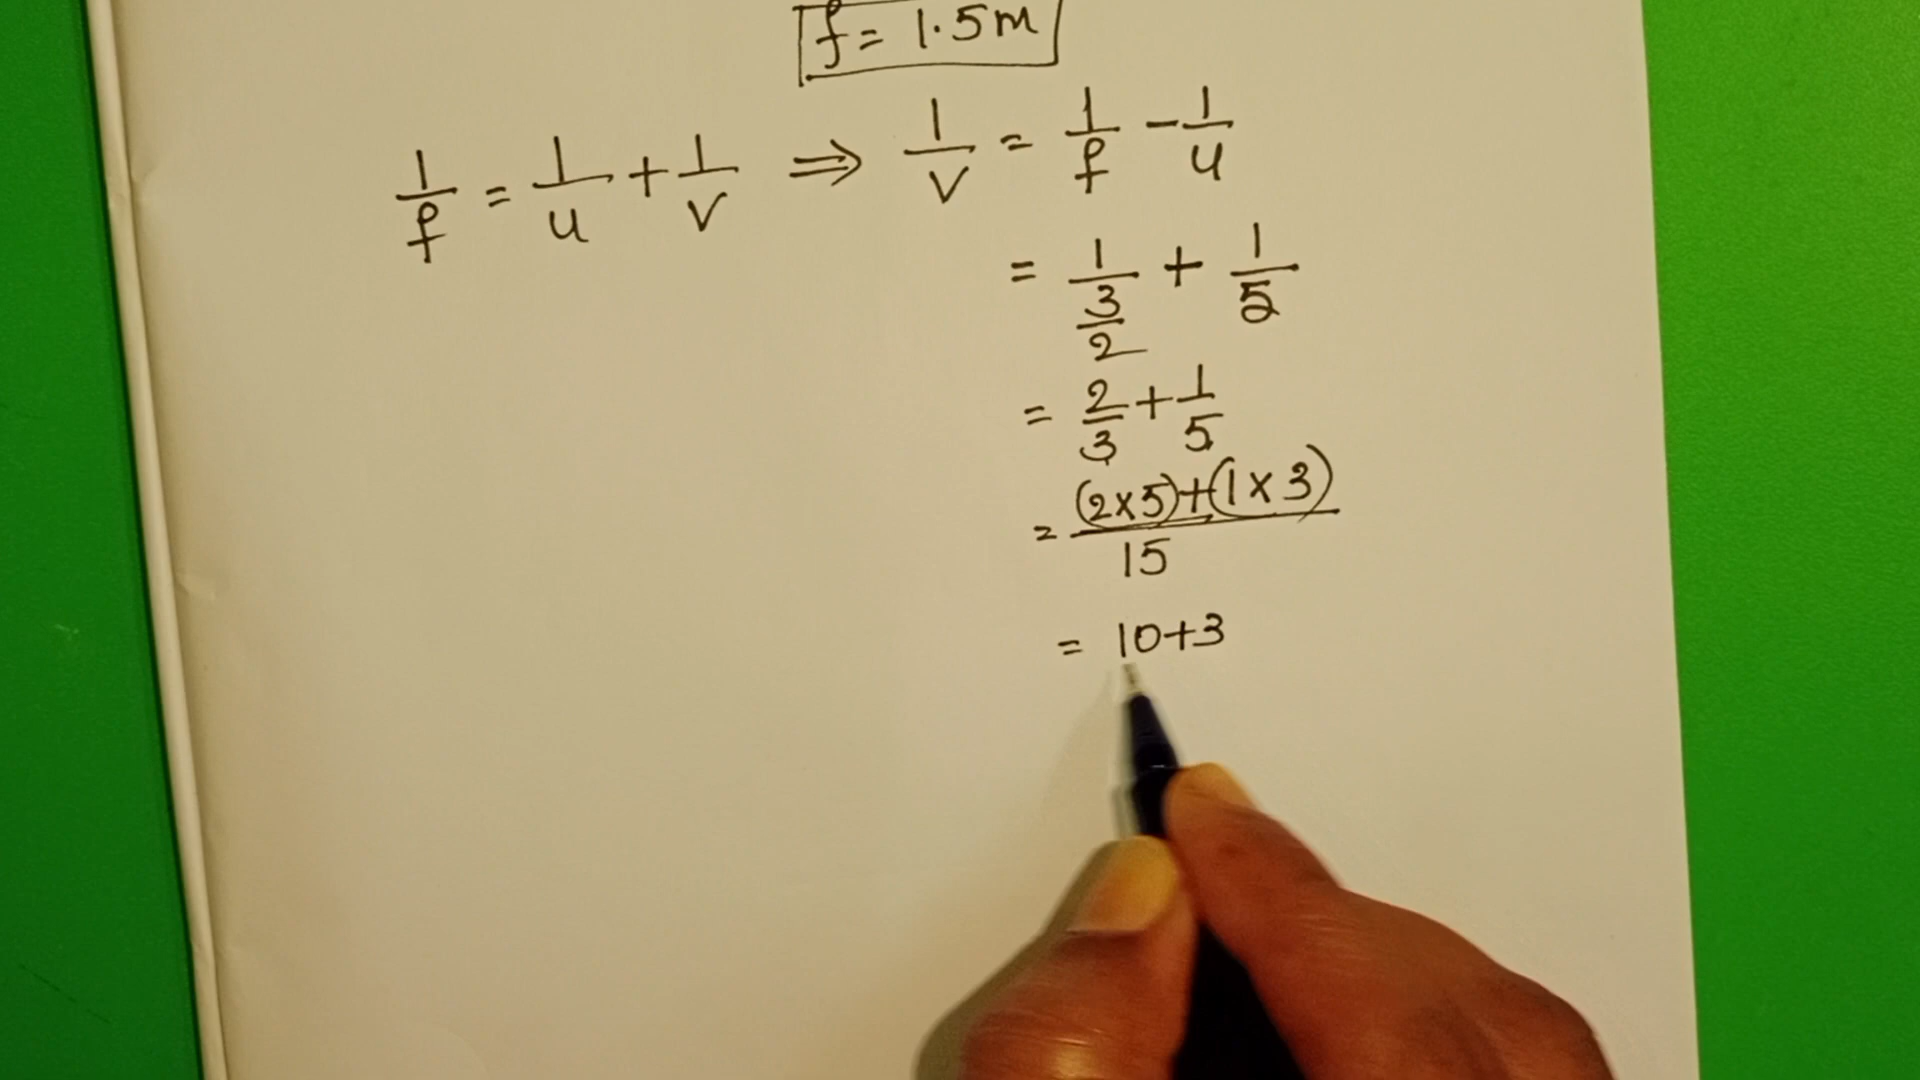 f = 1.5m
1/f = 1/u + 1/v ⇒ 1/v = 1/f - 1/u
= 1/(3/2) + 1/5
= 2/3 + 1/5
= (2×5)+(1×3)/15
= 10+3